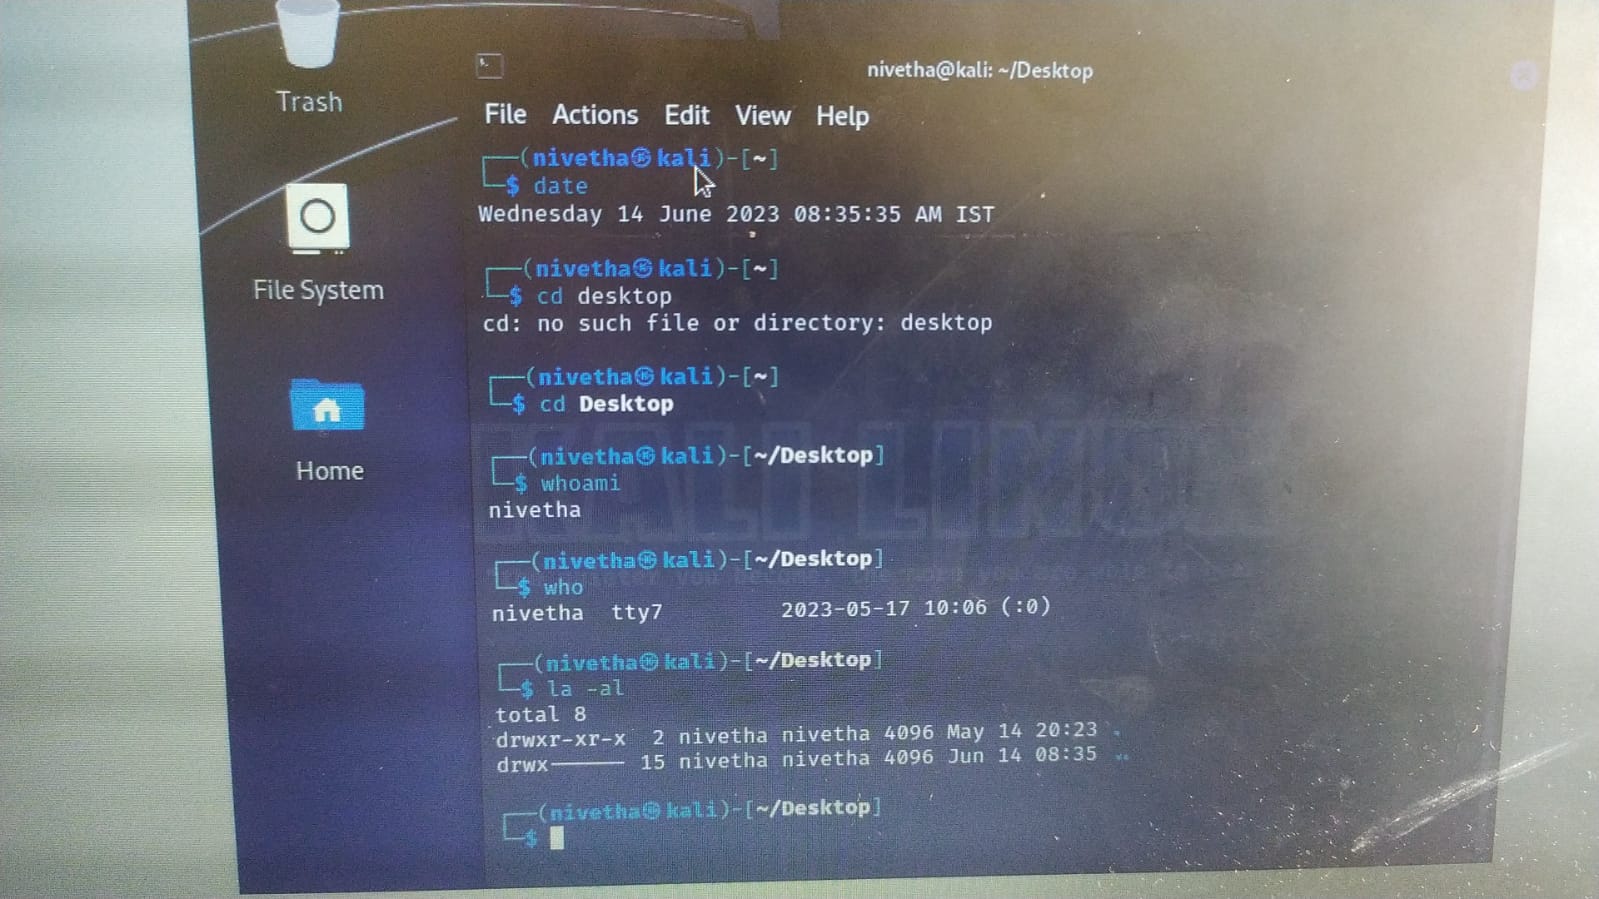 Trash
File System
Home
nivetha@kali: ~/Desktop
File Actions Edit View Help
┌──(nivetha㉿kali)-[~]
└─$ date
Wednesday 14 June 2023 08:35:35 AM IST
┌──(nivetha㉿kali)-[~]
└─$ cd desktop
cd: no such file or directory: desktop
┌──(nivetha㉿kali)-[~]
└─$ cd Desktop
┌──(nivetha㉿kali)-[~/Desktop]
└─$ whoami
nivetha
┌──(nivetha㉿kali)-[~/Desktop]
└─$ who
nivetha tty7 2023-05-17 10:06 (:0)
┌──(nivetha㉿kali)-[~/Desktop]
└─$ la -al
total 8
drwxr-xr-x 2 nivetha nivetha 4096 May 14 20:23 .
drwx------ 15 nivetha nivetha 4096 Jun 14 08:35 ..
┌──(nivetha㉿kali)-[~/Desktop]
└─$
KALI LINUX